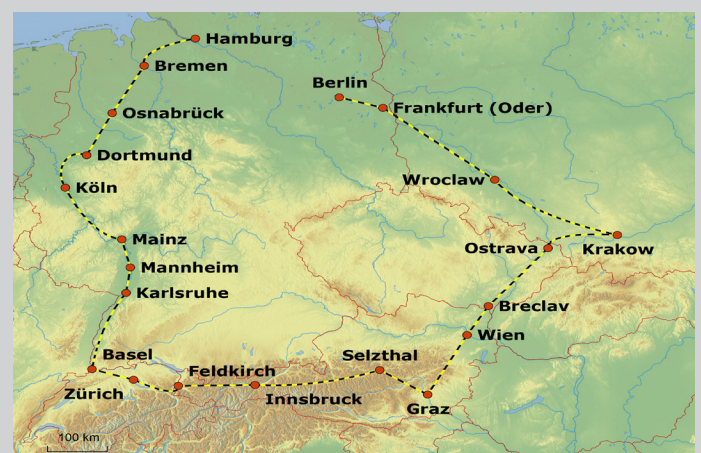 Hamburg
Bremen
Berlin
Osnabrück
Frankfurt (Oder)
Dortmund
Wroclaw
Köln
Mainz
Ostrava
Krakow
Mannheim
Karlsruhe
Breclav
Wien
Basel
Selzthal
Feldkirch
Zürich
Innsbruck
Graz
100 km